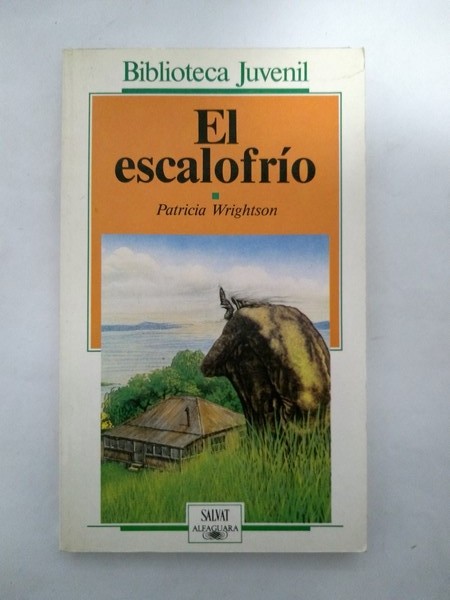 Biblioteca Juvenil
El
escalofrío
Patricia Wrightson
SALVAT
ALFAGUARA